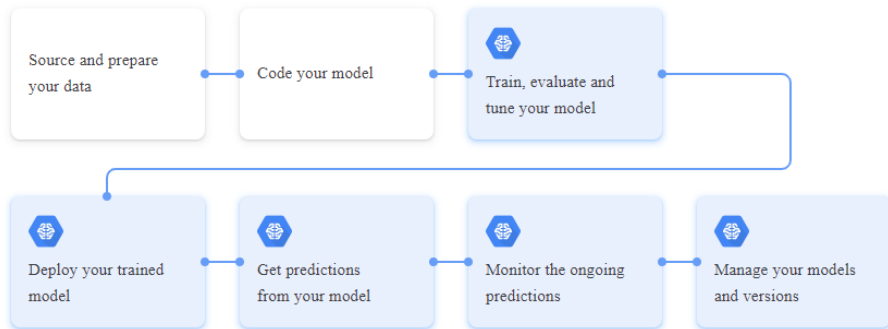 Source and prepare
your data
Code your model
Train, evaluate and
tune your model
Deploy your trained
model
Get predictions
from your model
Monitor the ongoing
predictions
Manage your models
and versions